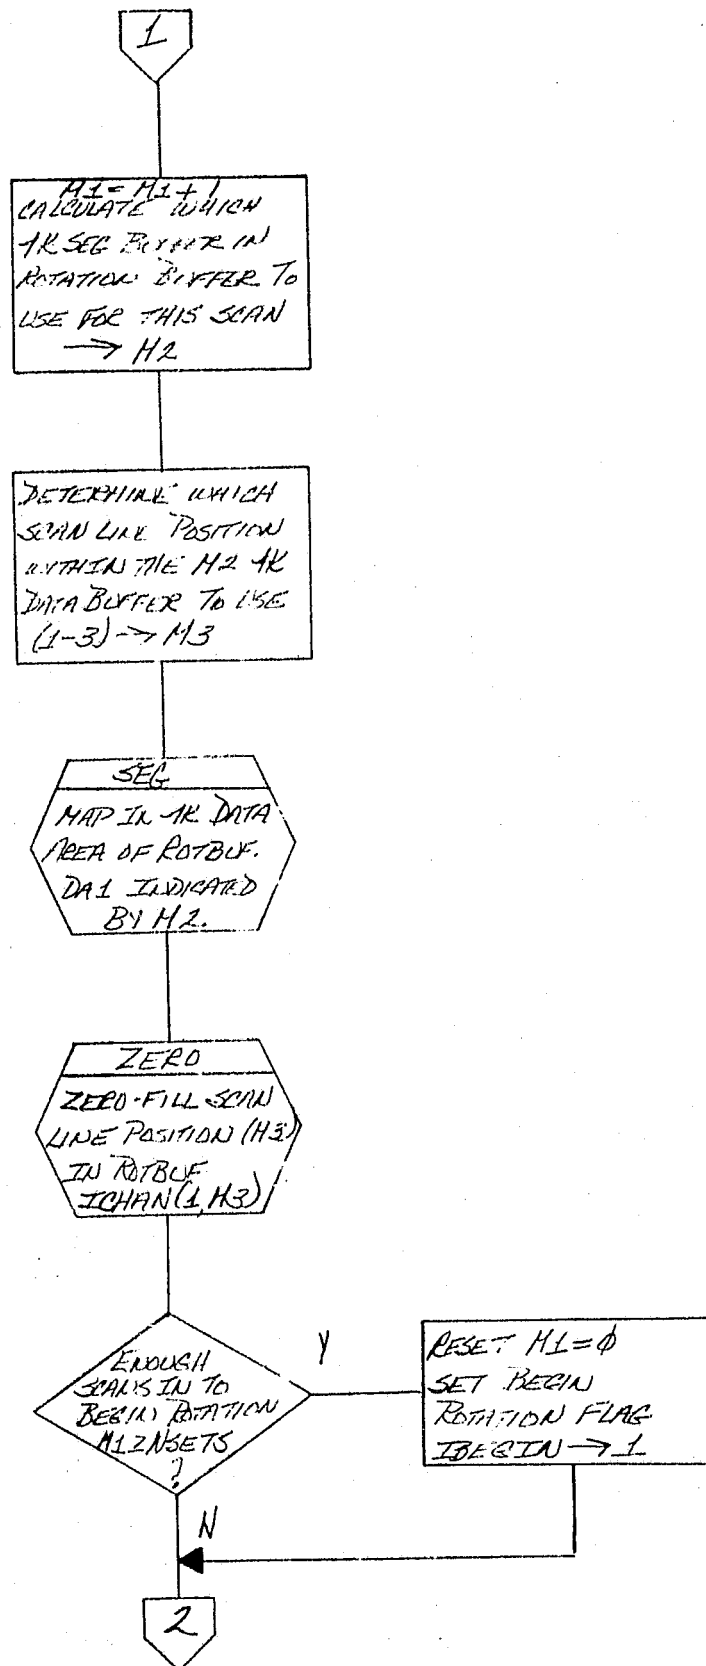 1
M1 = M1 + 1
CALCULATE WHICH
1K SEG BUFFER IN
ROTATION BUFFER TO
USE FOR THIS SCAN
→ M2
DETERMINE WHICH
SCAN LINE POSITION
WITHIN THE M2 1K
DATA BUFFER TO USE
(1-3) → M3
SEG
MAP IN 1K DATA
AREA OF ROTBUF.
DA1 INDICATED
BY M2.
ZERO
ZERO-FILL SCAN
LINE POSITION (M3)
IN ROTBUF
ICHAN(1,M3)
ENOUGH
SCANS IN TO
BEGIN ROTATION
M1≥NSETS
?
Y
RESET M1=φ
SET BEGIN
ROTATION FLAG
IBEGIN → 1
N
2